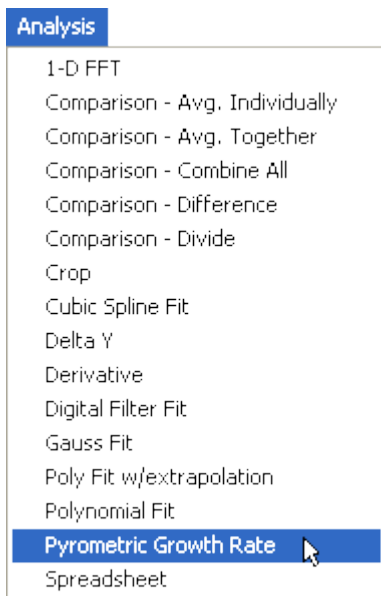 Analysis
1-D FFT
Comparison - Avg. Individually
Comparison - Avg. Together
Comparison - Combine All
Comparison - Difference
Comparison - Divide
Crop
Cubic Spline Fit
Delta Y
Derivative
Digital Filter Fit
Gauss Fit
Poly Fit w/extrapolation
Polynomial Fit
Pyrometric Growth Rate
Spreadsheet